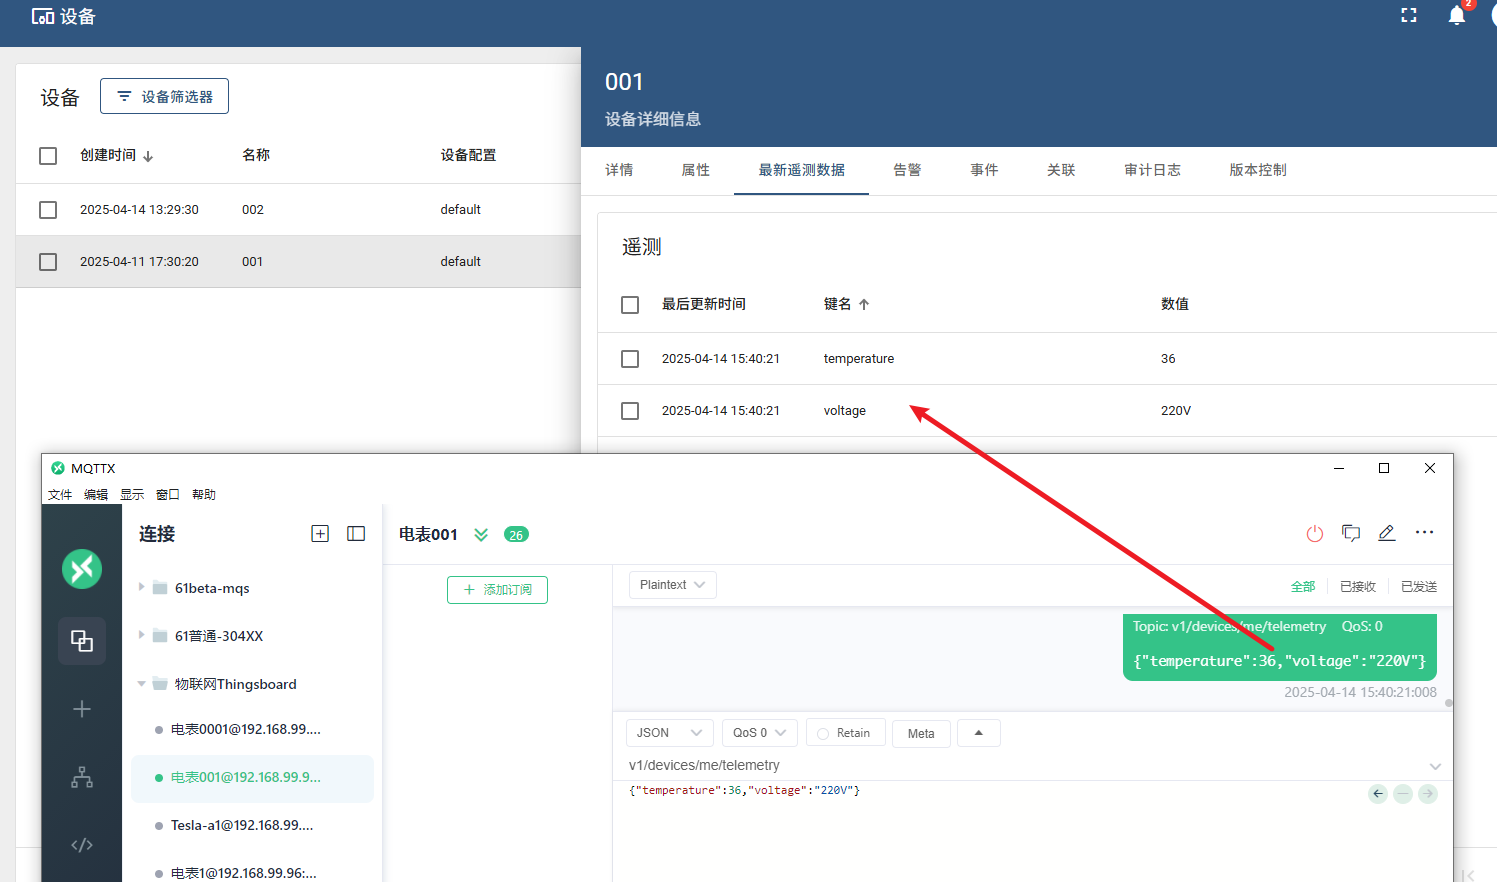 设备
2
设备
设备筛选器
创建时间
名称
设备配置
2025-04-14 13:29:30
002
default
2025-04-11 17:30:20
001
default
001
设备详细信息
详情
属性
最新遥测数据
告警
事件
关联
审计日志
版本控制
遥测
最后更新时间
键名
数值
2025-04-14 15:40:21
temperature
36
2025-04-14 15:40:21
voltage
220V
MQTTX
文件
编辑
显示
窗口
帮助
连接
61beta-mqs
61普通-304XX
物联网Thingsboard
电表0001@192.168.99....
电表001@192.168.99.9...
Tesla-a1@192.168.99....
电表1@192.168.99.96:...
电表001
26
添加订阅
Plaintext
全部
已接收
已发送
Topic: v1/devices/me/telemetry QoS: 0
{"temperature":36,"voltage":"220V"}
2025-04-14 15:40:21:008
JSON
QoS 0
Retain
Meta
v1/devices/me/telemetry
{"temperature":36,"voltage":"220V"}